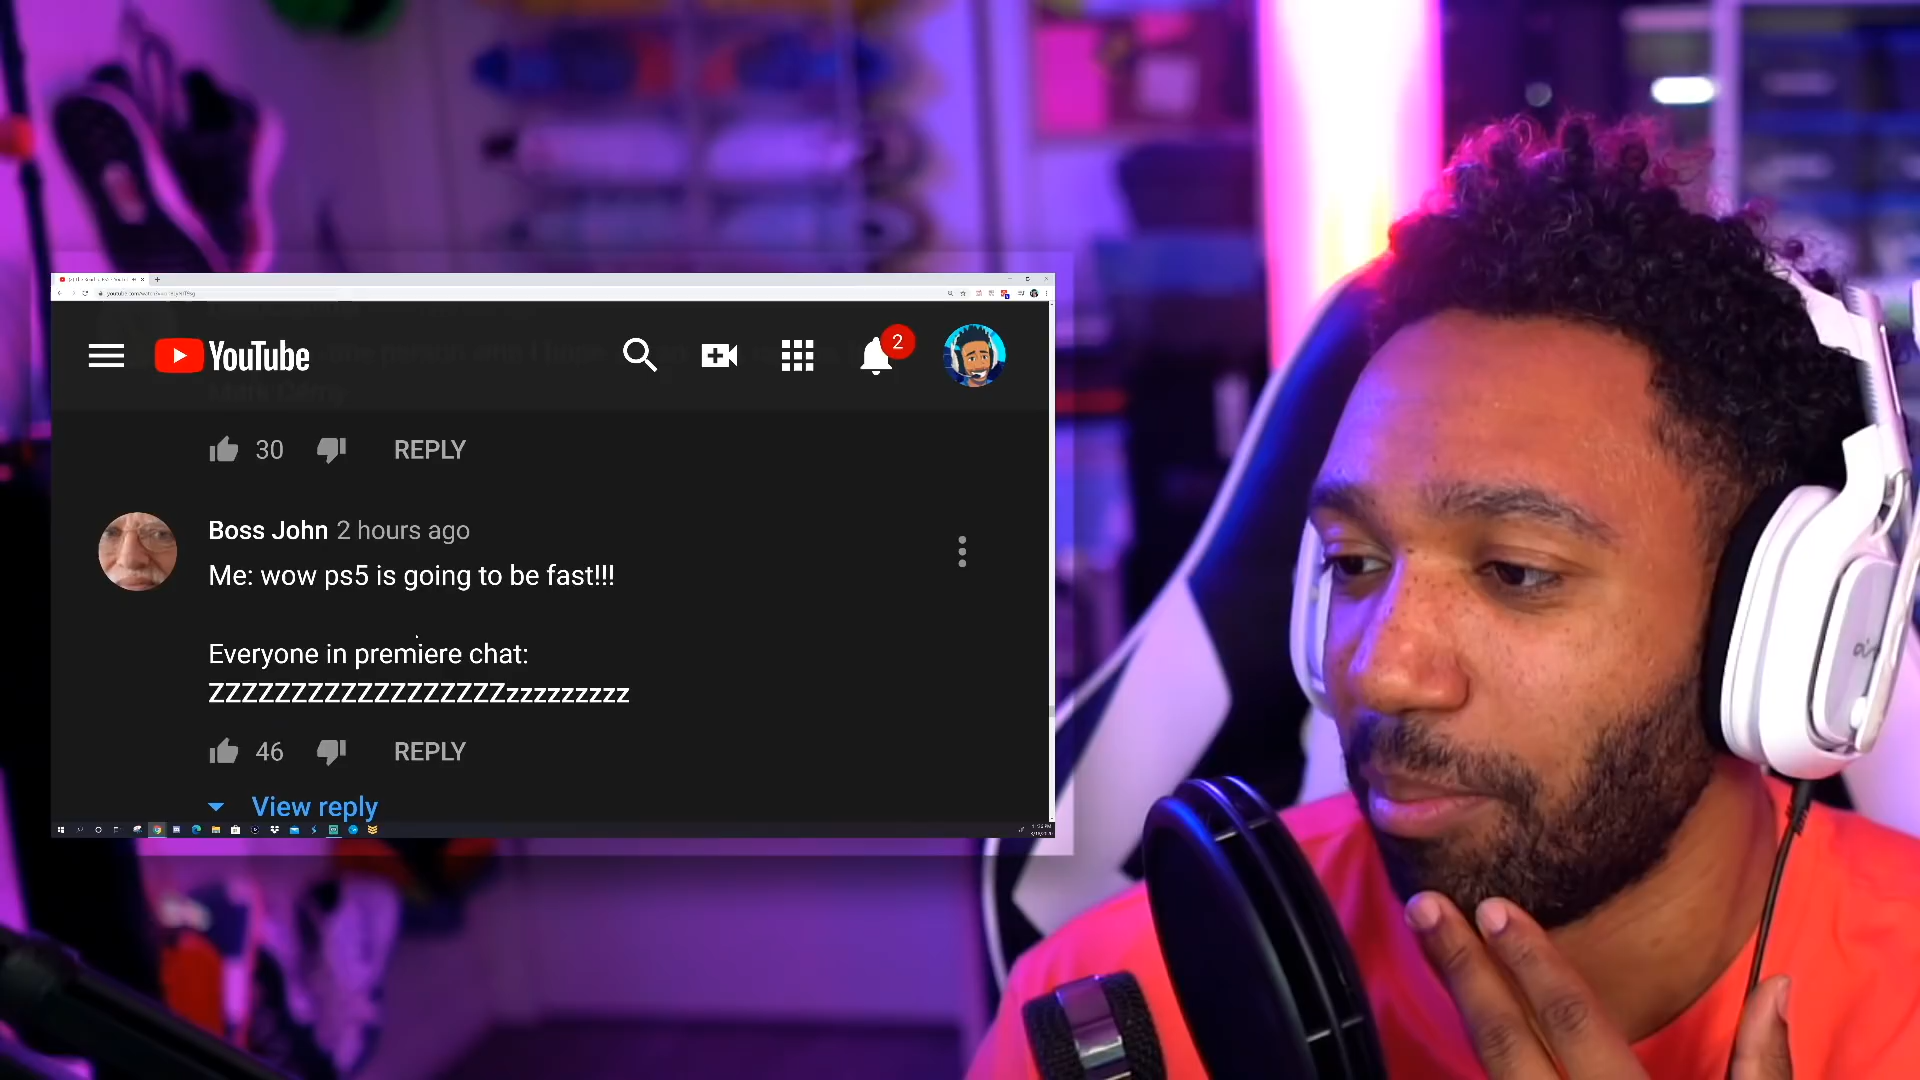 YouTube
2
30
REPLY
Boss John 2 hours ago
Me: wow ps5 is going to be fast!!!
Everyone in premiere chat:
ZZZZZZZZZZZZZZZZZZzzzzzzzzz
46
REPLY
View reply